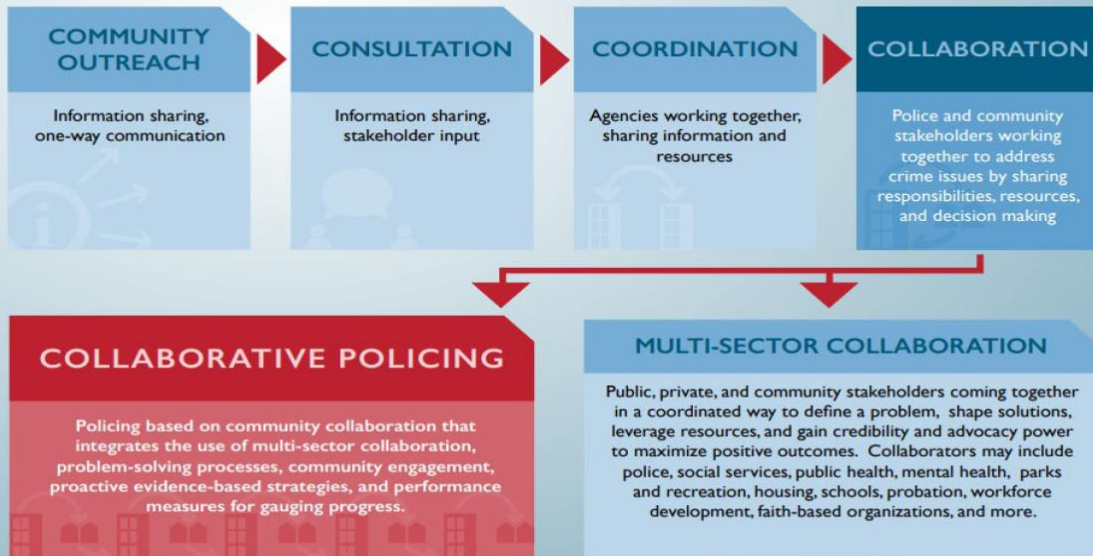 COMMUNITY
OUTREACH
Information sharing,
one-way communication
CONSULTATION
Information sharing,
stakeholder input
COORDINATION
Agencies working together,
sharing information and
resources
COLLABORATION
Police and community
stakeholders working
together to address
crime issues by sharing
responsibilities, resources,
and decision making
COLLABORATIVE POLICING
Policing based on community collaboration that
integrates the use of multi-sector collaboration,
problem-solving processes, community engagement,
proactive evidence-based strategies, and performance
measures for gauging progress.
MULTI-SECTOR COLLABORATION
Public, private, and community stakeholders coming together
in a coordinated way to define a problem, shape solutions,
leverage resources, and gain credibility and advocacy power
to maximize positive outcomes. Collaborators may include
police, social services, public health, mental health, parks
and recreation, housing, schools, probation, workforce
development, faith-based organizations, and more.